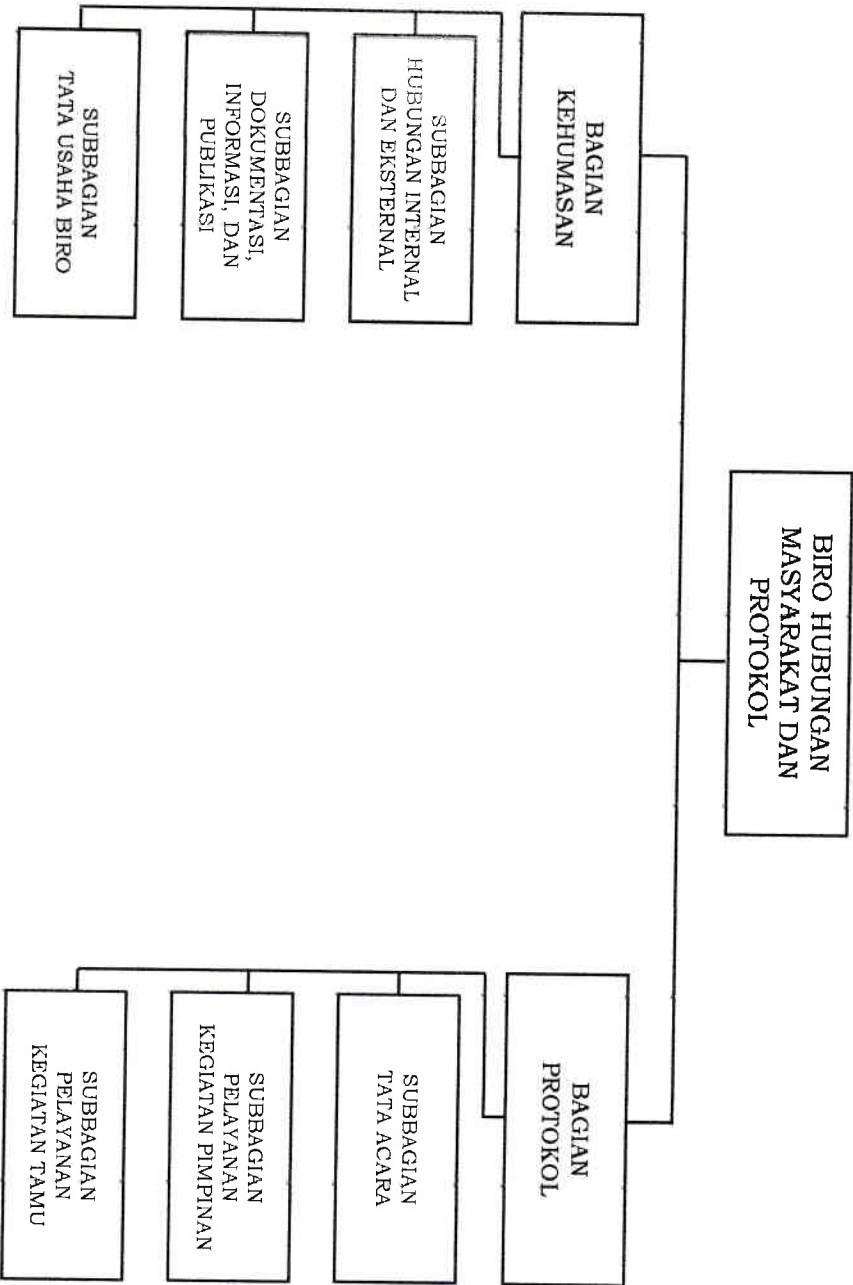 BIRO HUBUNGAN
MASYARAKAT DAN
PROTOKOL
BAGIAN
KEHUMASAN
SUBBAGIAN
HUBUNGAN INTERNAL
DAN EKSTERNAL
SUBBAGIAN
DOKUMENTASI,
INFORMASI, DAN
PUBLIKASI
SUBBAGIAN
TATA USAHA BIRO
BAGIAN
PROTOKOL
SUBBAGIAN
TATA ACARA
SUBBAGIAN
PELAYANAN
KEGIATAN PIMPINAN
SUBBAGIAN
PELAYANAN
KEGIATAN TAMU